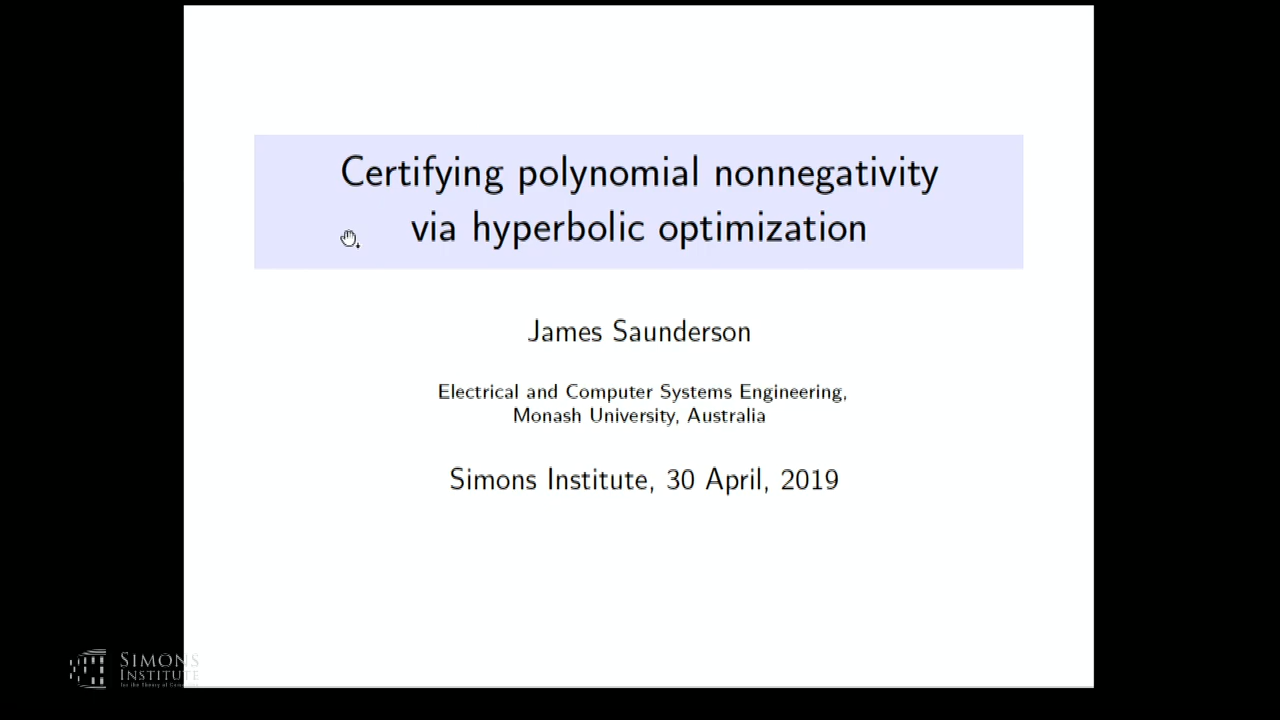 Certifying polynomial nonnegativity
via hyperbolic optimization
James Saunderson
Electrical and Computer Systems Engineering,
Monash University, Australia
Simons Institute, 30 April, 2019
SIMONS
INSTITUTE